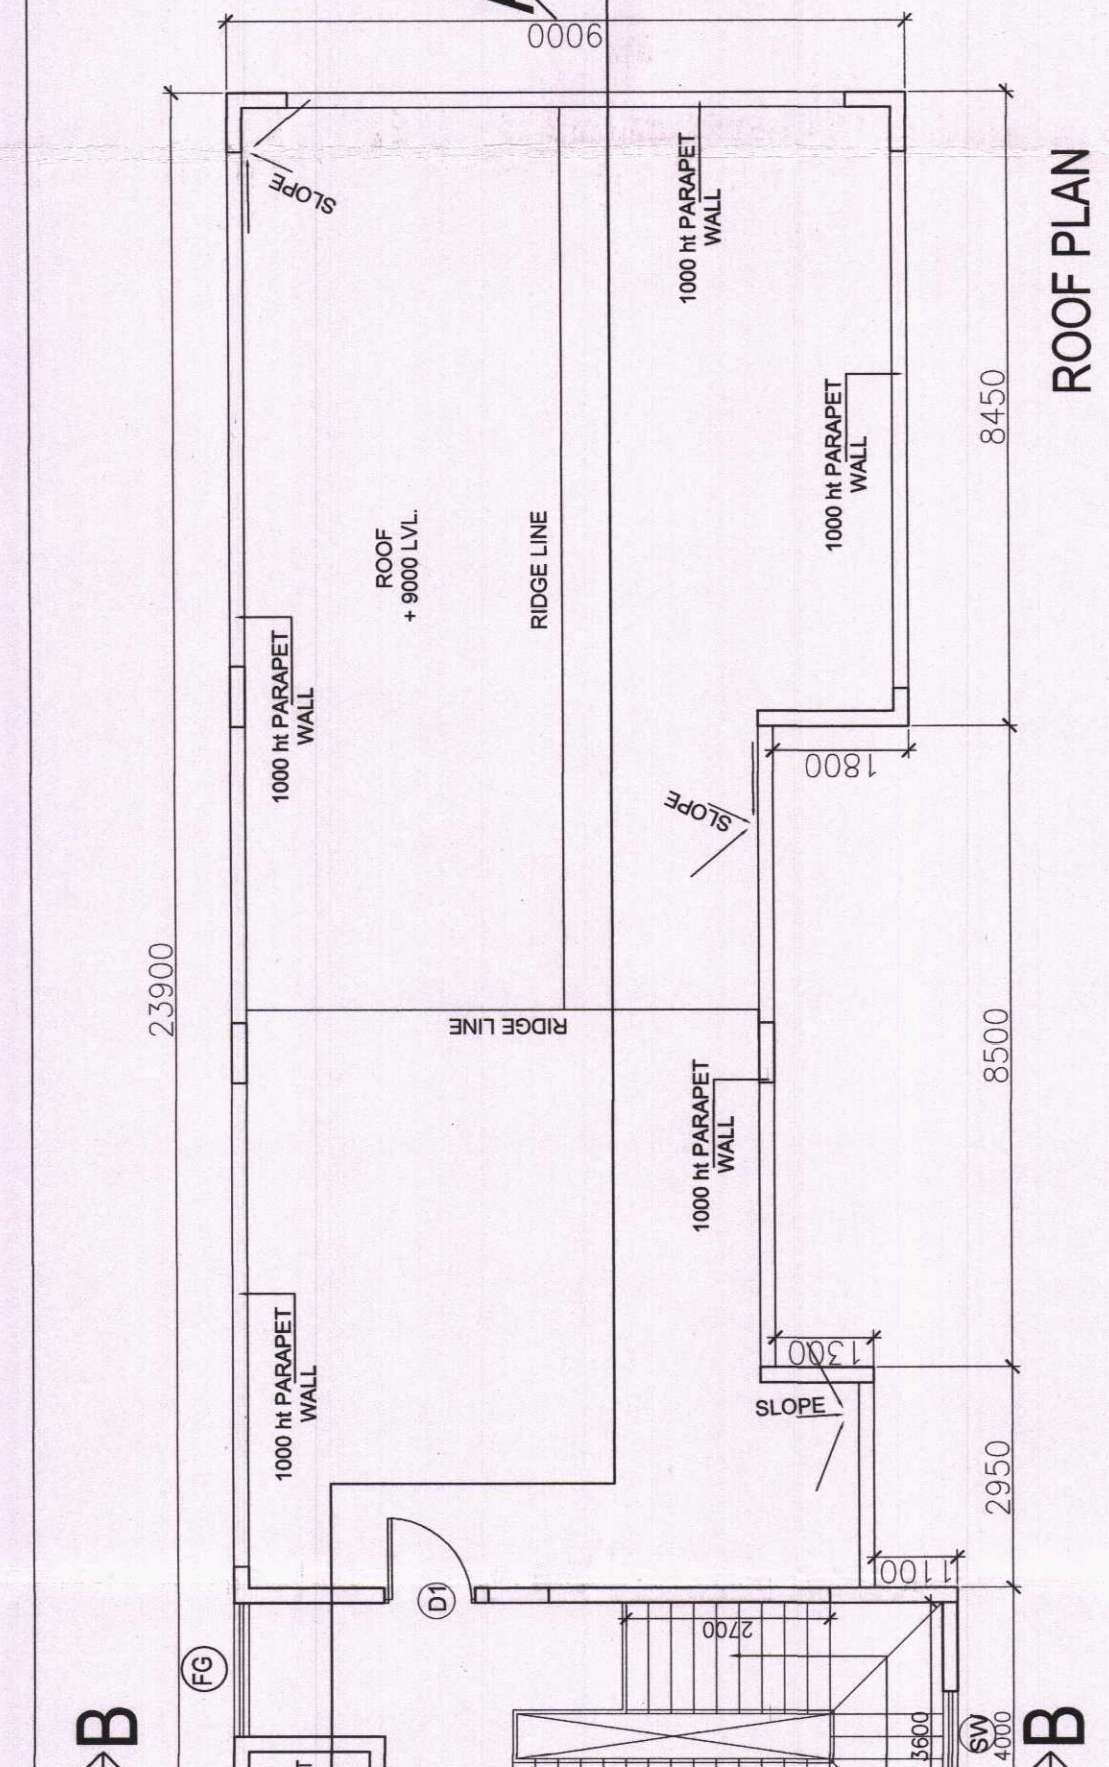 9000
SLOPE
1000 ht PARAPET
WALL
ROOF PLAN
8450
1000 ht PARAPET
WALL
ROOF
+ 9000 LVL.
RIDGE LINE
1000 ht PARAPET
WALL
1800
SLOPE
23900
RIDGE LINE
8500
1000 ht PARAPET
WALL
1000 ht PARAPET
WALL
1300
SLOPE
2950
1100
D1
2700
FG
B
3600
SW
4000
B